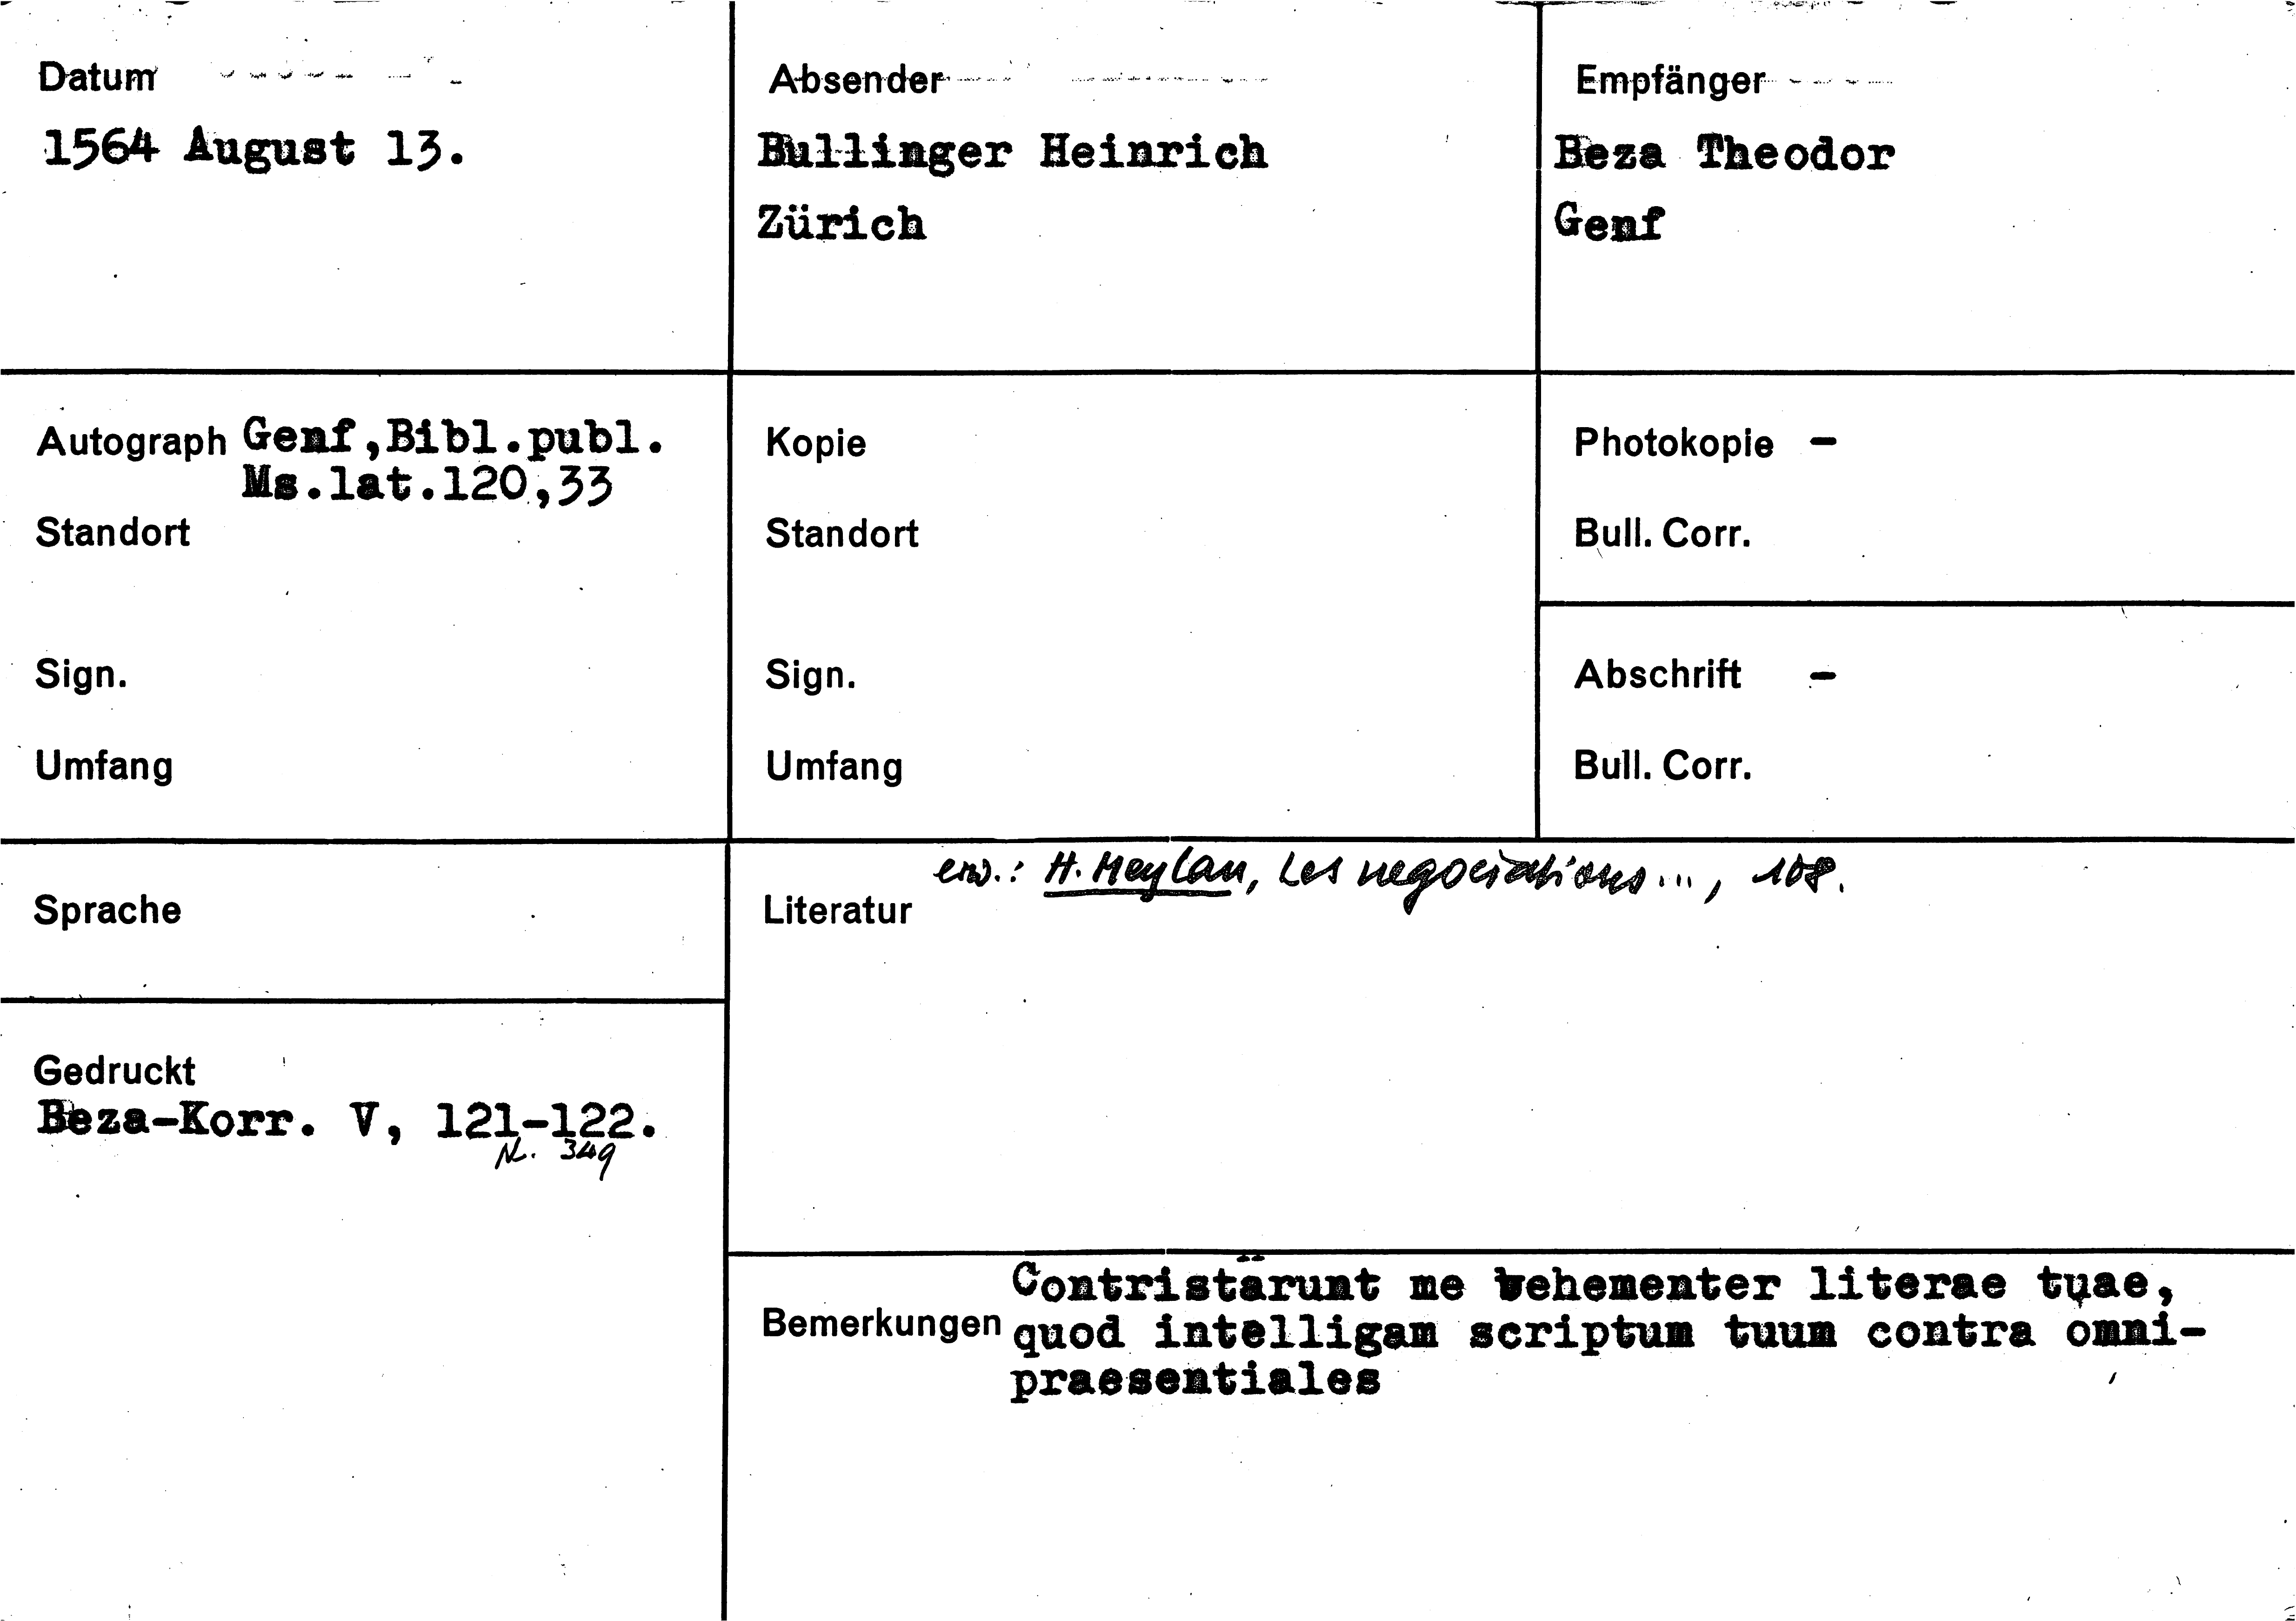 Datum
1564 August 13.
Absender
Bullinger Heinrich
Zürich
Empfänger
Beza Theodor
Genf
Autograph Genf,Bibl.publ.
Ms.lat.120,33
Standort
Sign.
Umfang
Kopie
Standort
Sign.
Umfang
Photokopie –
Bull. Corr.
Abschrift –
Bull. Corr.
Sprache
Gedruckt
Beza-Korr. V, 121-122.
Nr. 349
erw.: H. Meylan, Les negociations..., 108.
Literatur
Contristarunt me vehementer literae tuae,
Bemerkungen quod intelligam scriptum tuum contra omni-
praesentiales